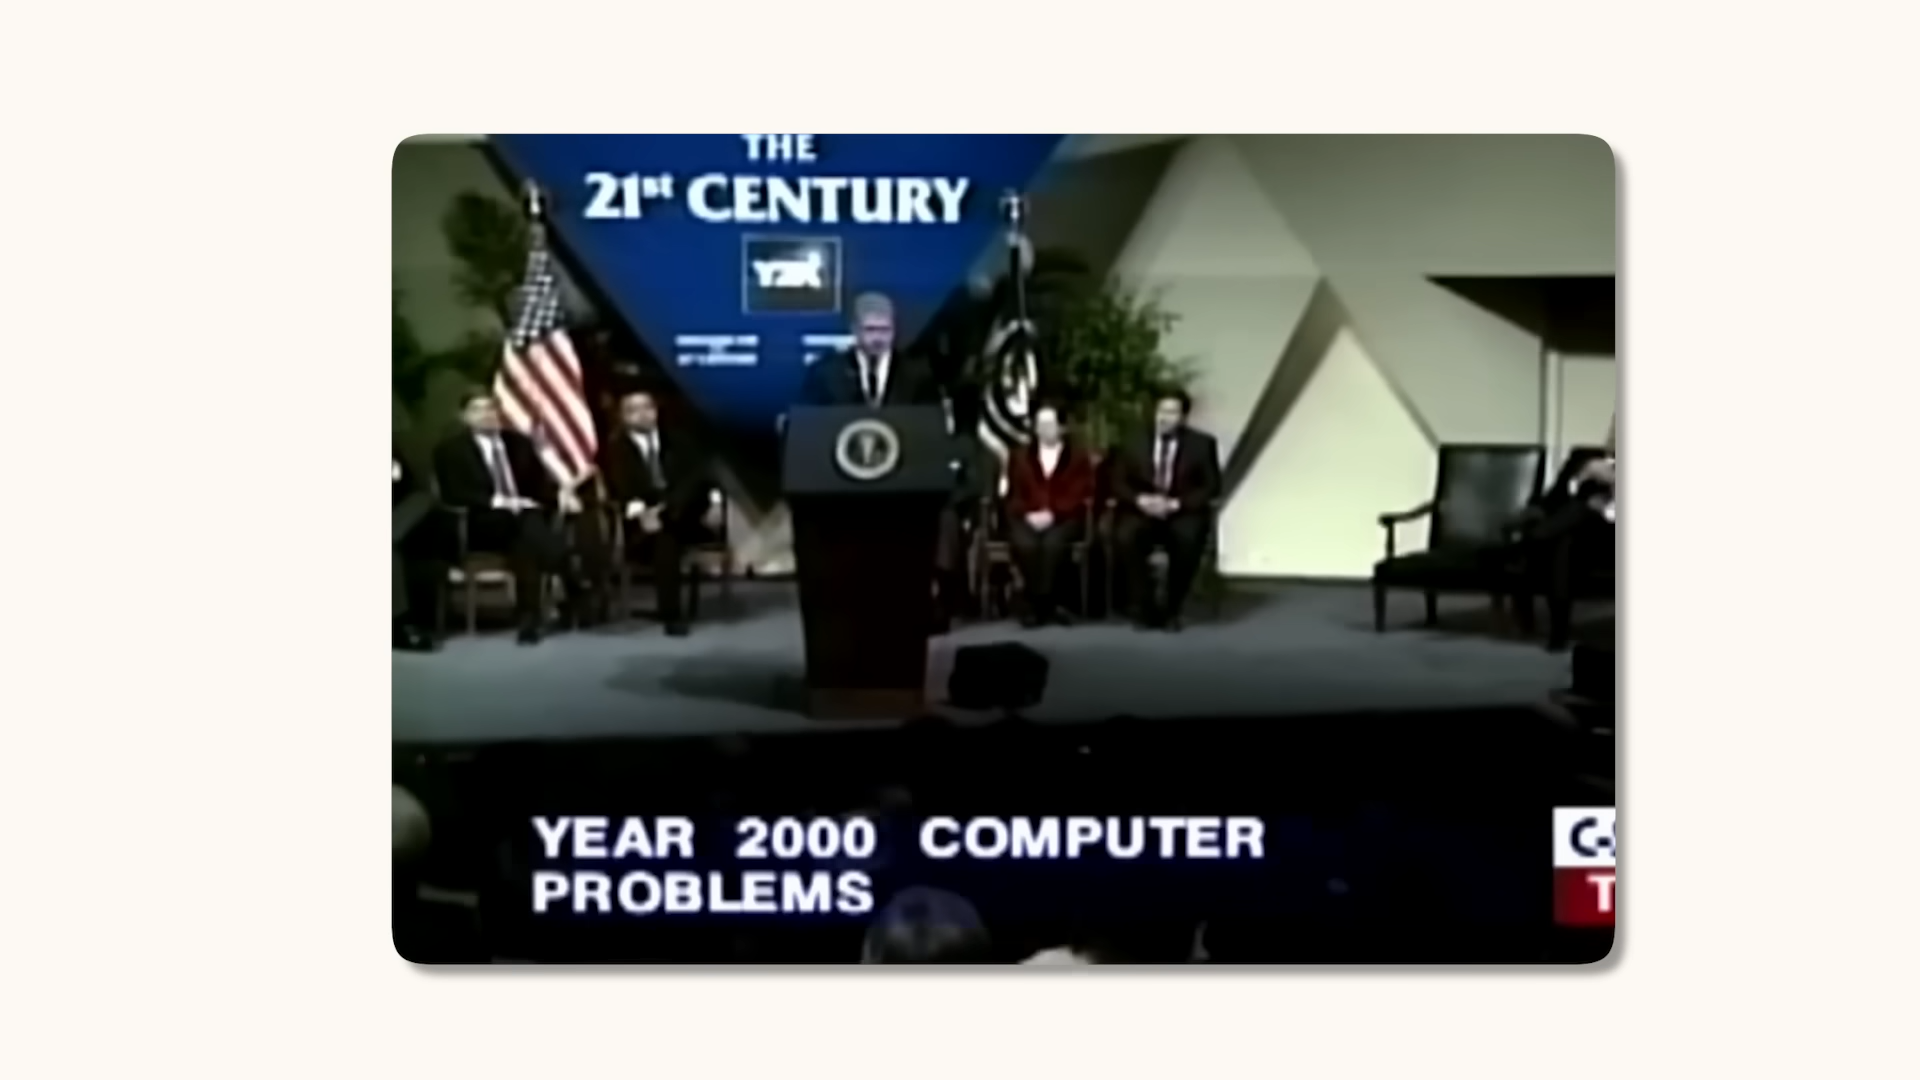 THE
21st CENTURY
Y2K
YEAR 2000 COMPUTER
PROBLEMS
C-
T